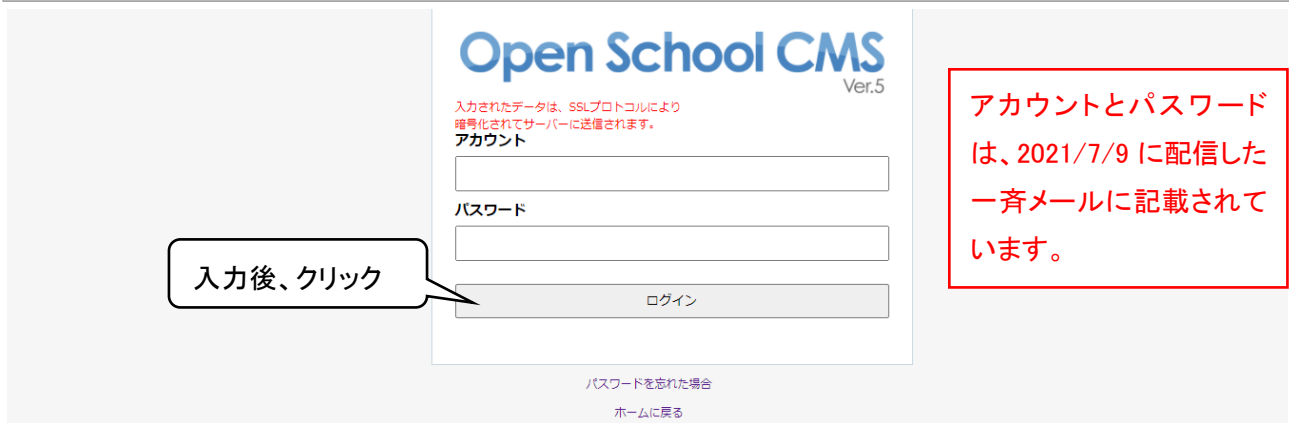 Open School CMS
Ver.5
入力されたデータは、SSLプロトコルにより
暗号化されてサーバーに送信されます。
アカウント
パスワード
入力後、クリック
ログイン
パスワードを忘れた場合
ホームに戻る
アカウントとパスワード
は、2021/7/9 に配信した
一斉メールに記載されて
います。